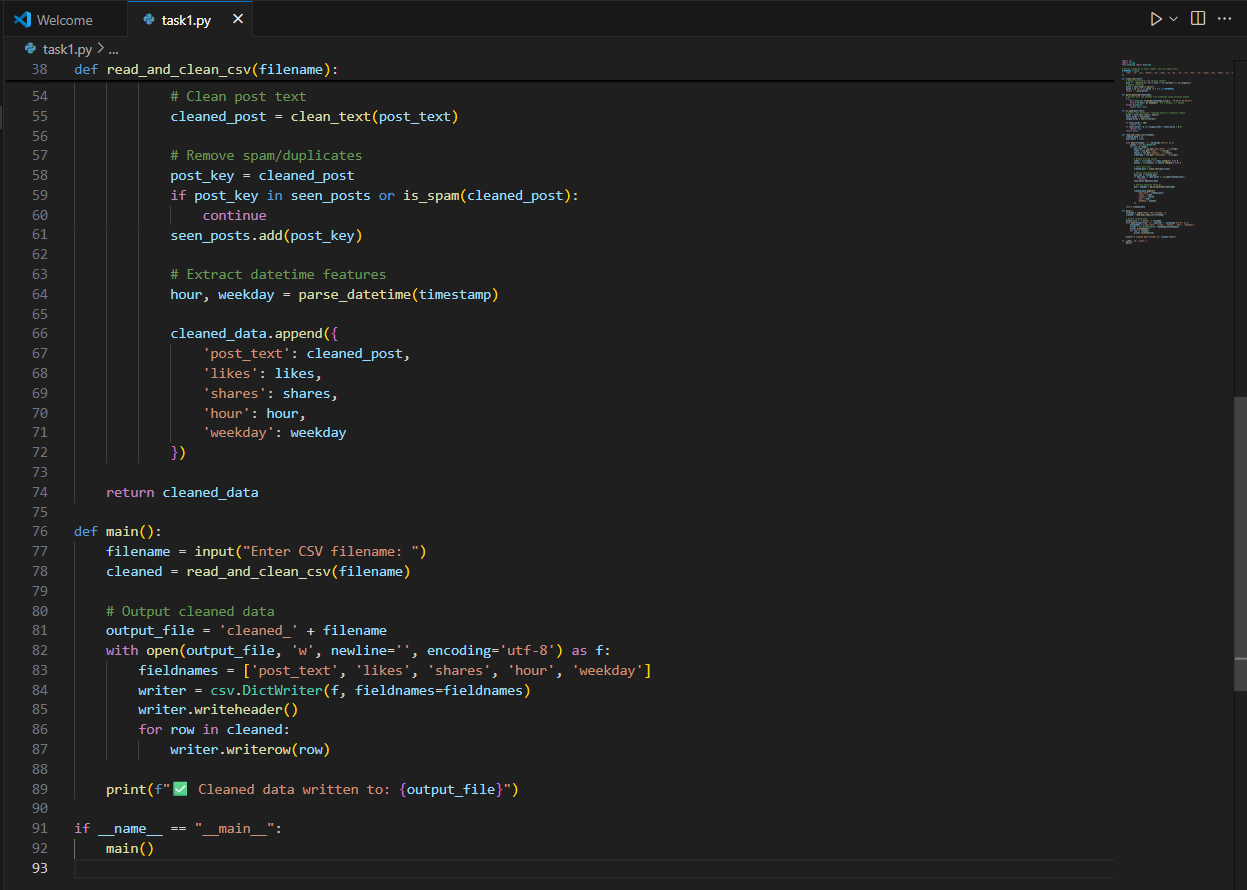 Welcome
task1.py
task1.py > ...
38 def read_and_clean_csv(filename):
54             # Clean post text
55             cleaned_post = clean_text(post_text)
56
57             # Remove spam/duplicates
58             post_key = cleaned_post
59             if post_key in seen_posts or is_spam(cleaned_post):
60                 continue
61             seen_posts.add(post_key)
62
63             # Extract datetime features
64             hour, weekday = parse_datetime(timestamp)
65
66             cleaned_data.append({
67                 'post_text': cleaned_post,
68                 'likes': likes,
69                 'shares': shares,
70                 'hour': hour,
71                 'weekday': weekday
72             })
73
74     return cleaned_data
75
76 def main():
77     filename = input("Enter CSV filename: ")
78     cleaned = read_and_clean_csv(filename)
79
80     # Output cleaned data
81     output_file = 'cleaned_' + filename
82     with open(output_file, 'w', newline='', encoding='utf-8') as f:
83         fieldnames = ['post_text', 'likes', 'shares', 'hour', 'weekday']
84         writer = csv.DictWriter(f, fieldnames=fieldnames)
85         writer.writeheader()
86         for row in cleaned:
87             writer.writerow(row)
88
89     print(f"✅ Cleaned data written to: {output_file}")
90
91 if __name__ == "__main__":
92     main()
93